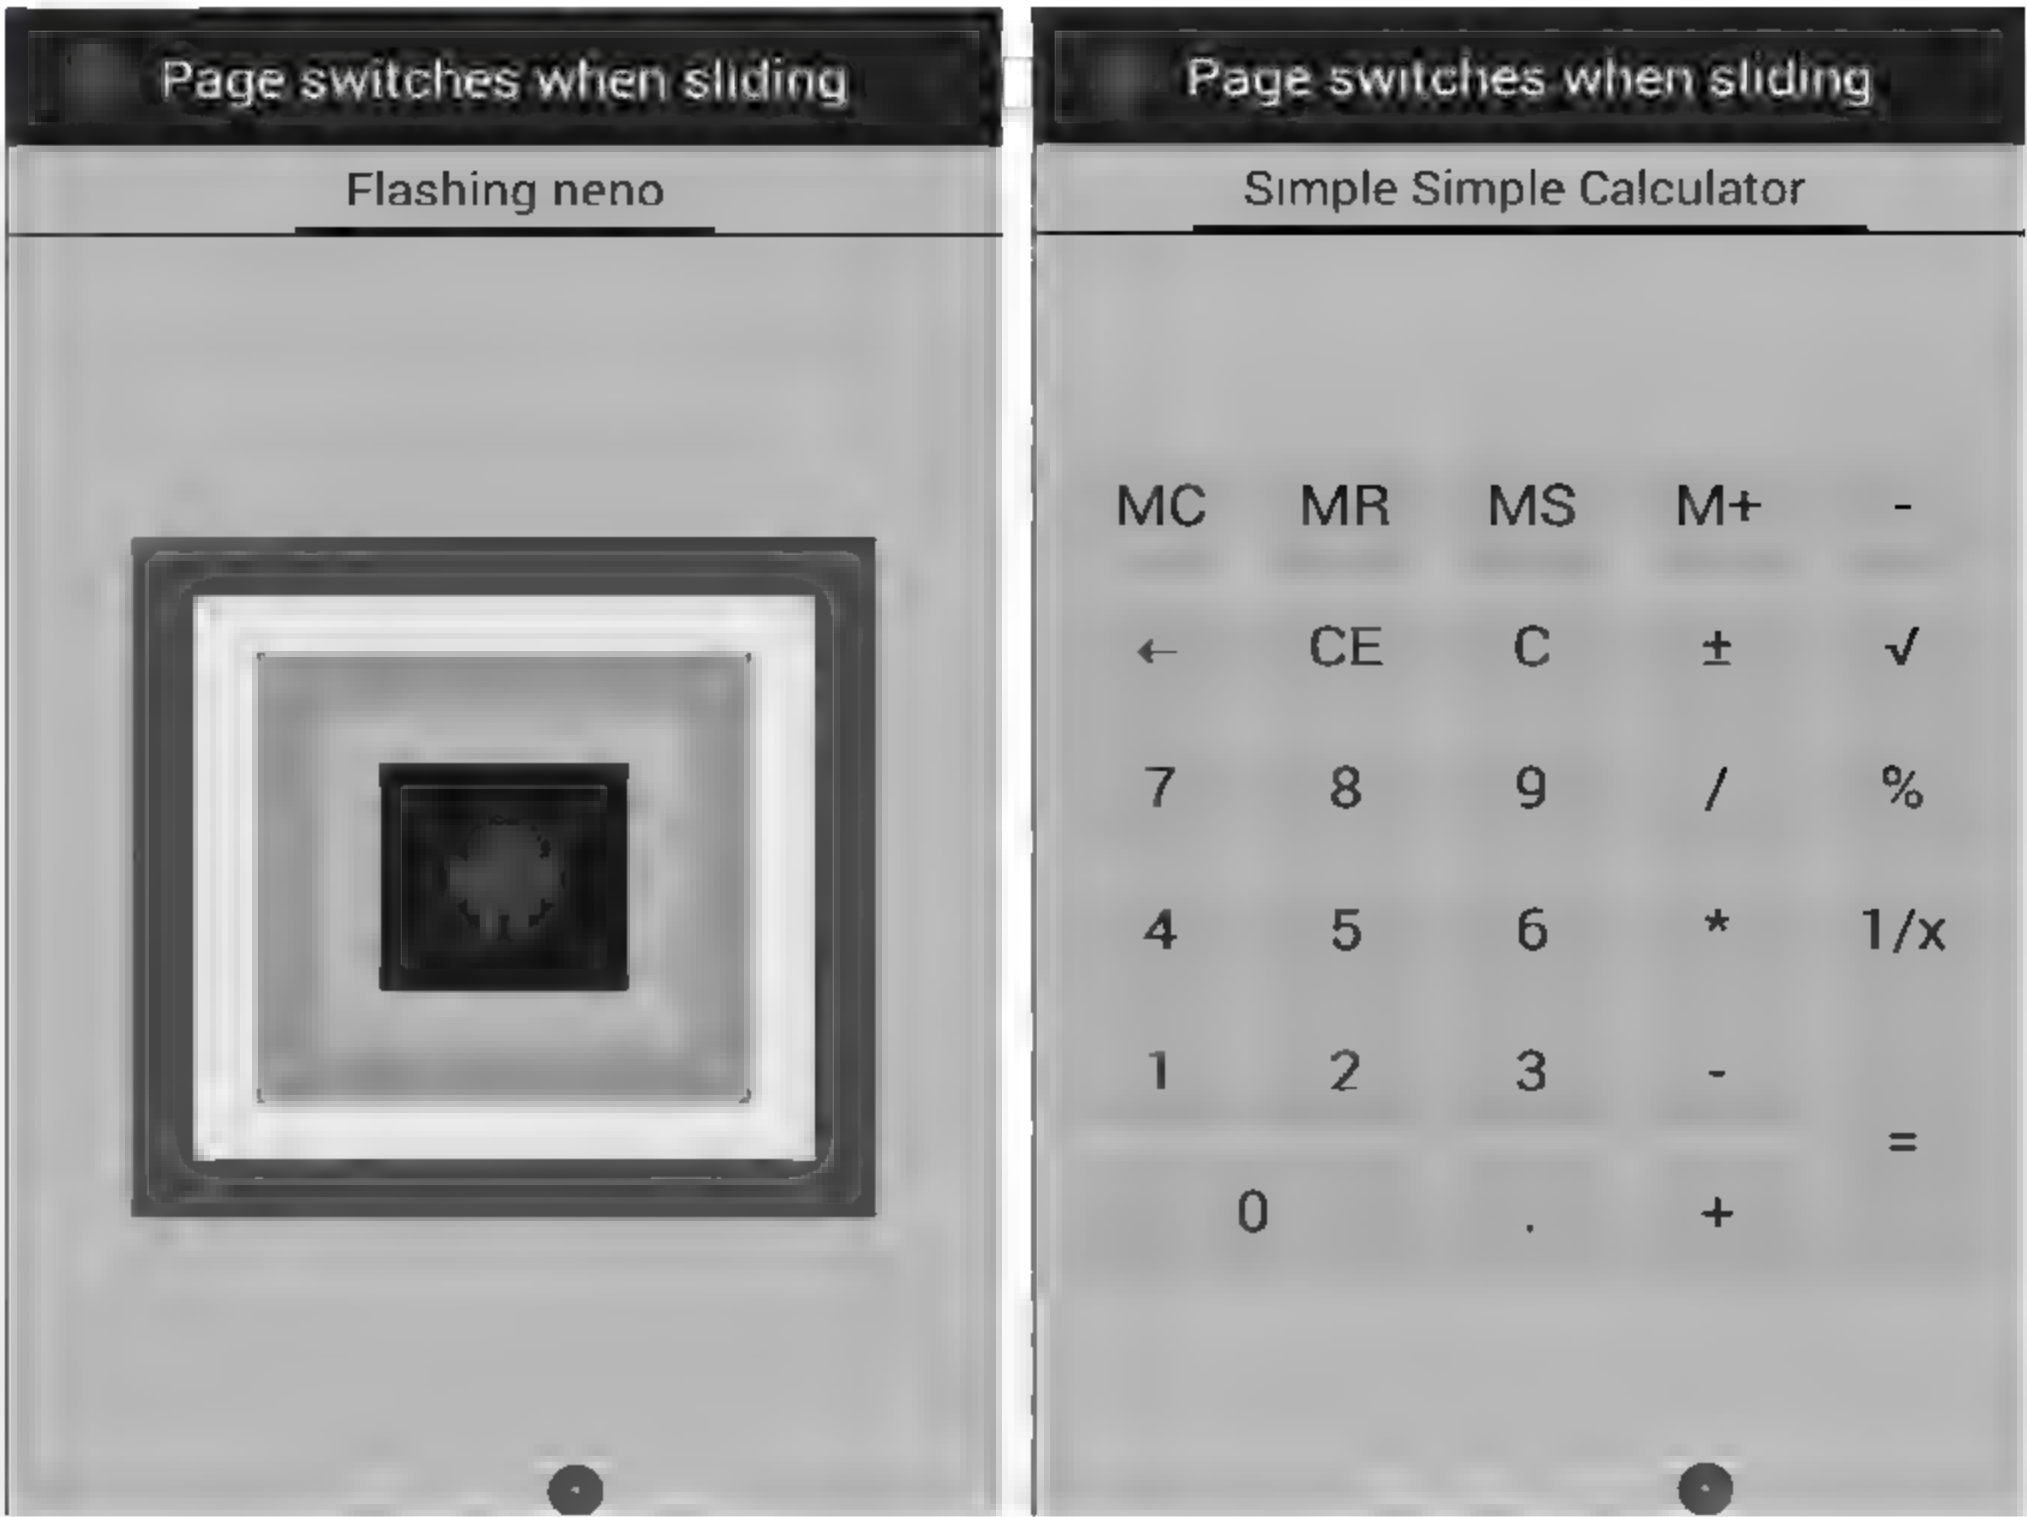 Page switches when sliding
Flashing neno
Page switches when sliding
Simple Simple Calculator
MC MR MS M+ -
← CE C ± √
7 8 9 / %
4 5 6 * 1/x
1 2 3 -
=
0 . +